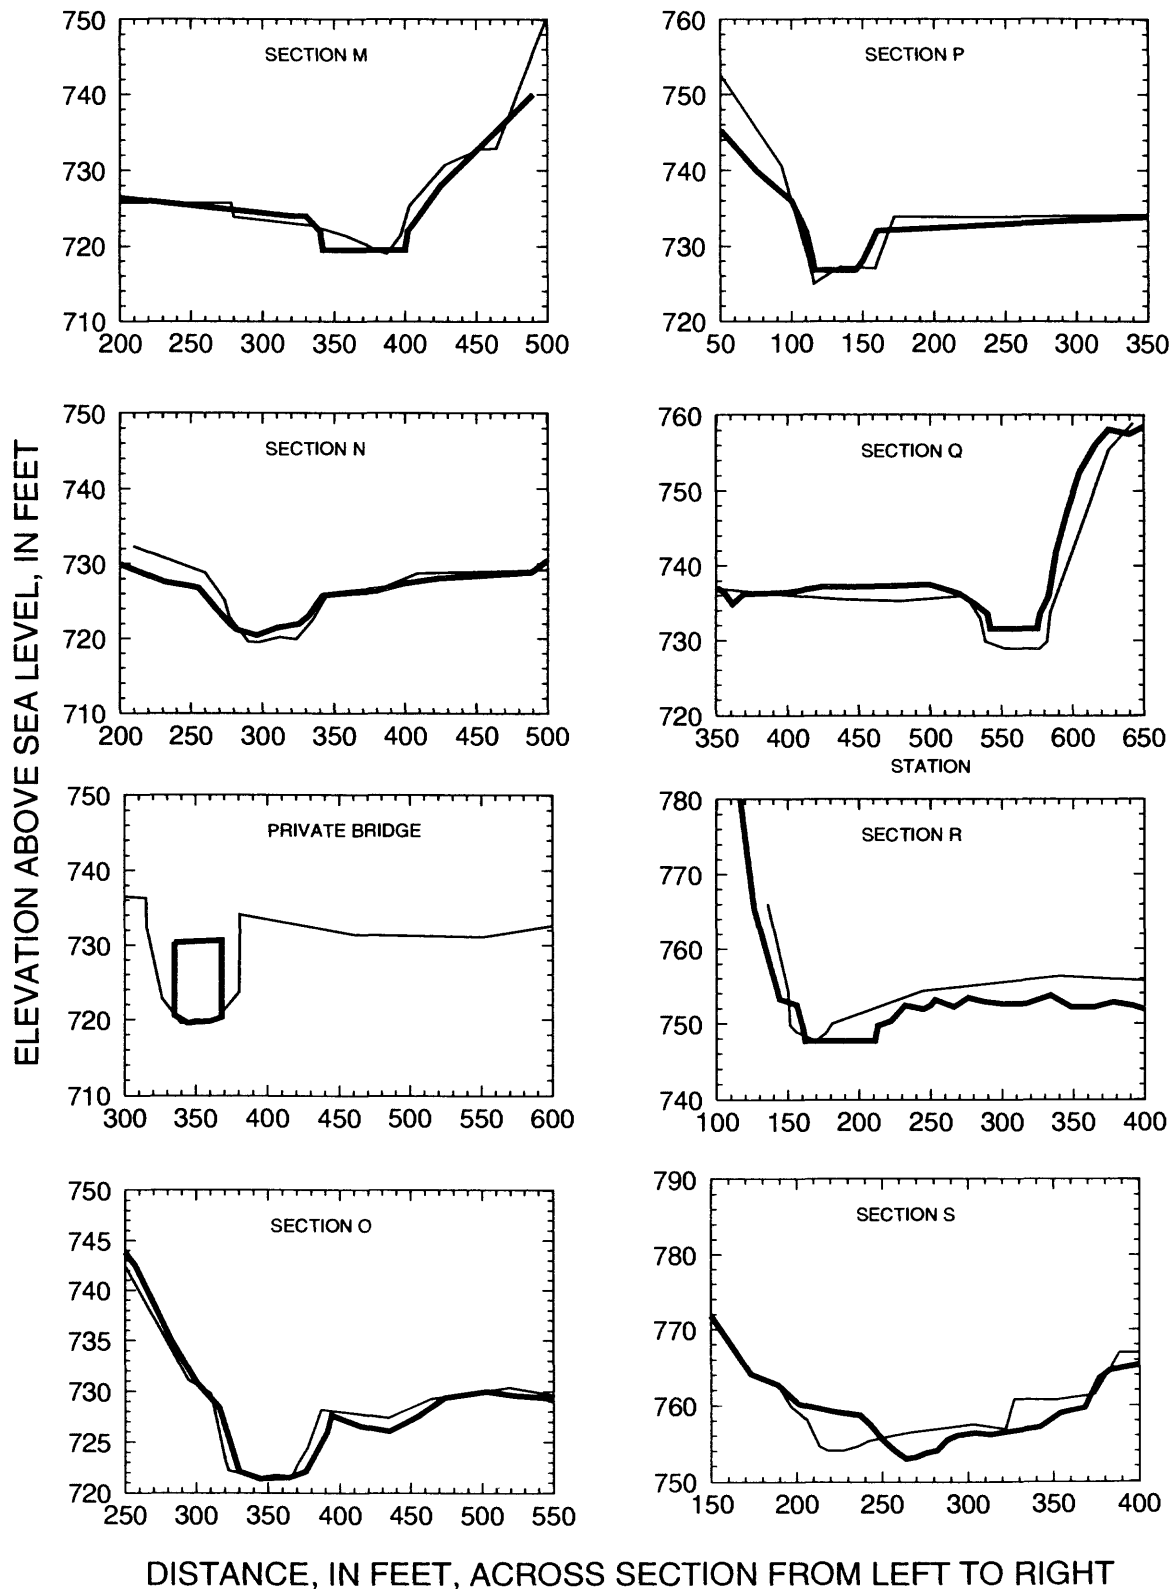 ELEVATION ABOVE SEA LEVEL, IN FEET
SECTION M
750
740
730
720
710
200 250 300 350 400 450 500
SECTION P
760
750
740
730
720
50 100 150 200 250 300 350
SECTION N
750
740
730
720
710
200 250 300 350 400 450 500
SECTION Q
760
750
740
730
720
350 400 450 500 550 600 650
STATION
PRIVATE BRIDGE
750
740
730
720
710
300 350 400 450 500 550 600
SECTION R
780
770
760
750
740
100 150 200 250 300 350 400
SECTION O
750
745
740
735
730
725
720
250 300 350 400 450 500 550
SECTION S
790
780
770
760
750
150 200 250 300 350 400
DISTANCE, IN FEET, ACROSS SECTION FROM LEFT TO RIGHT